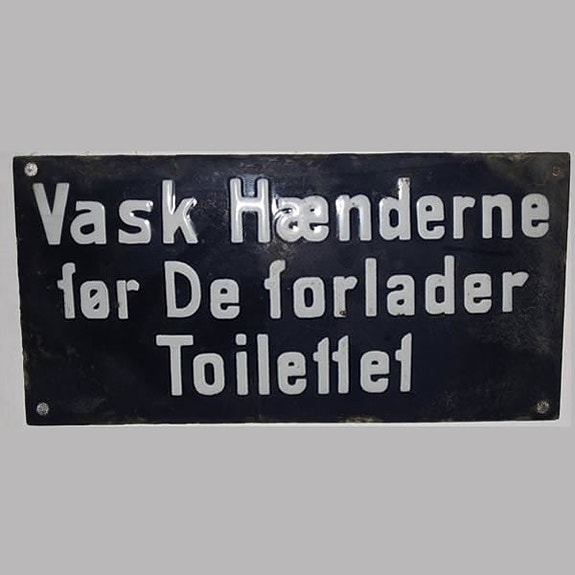 Vask Hænderne
før De forlader
Toilettet